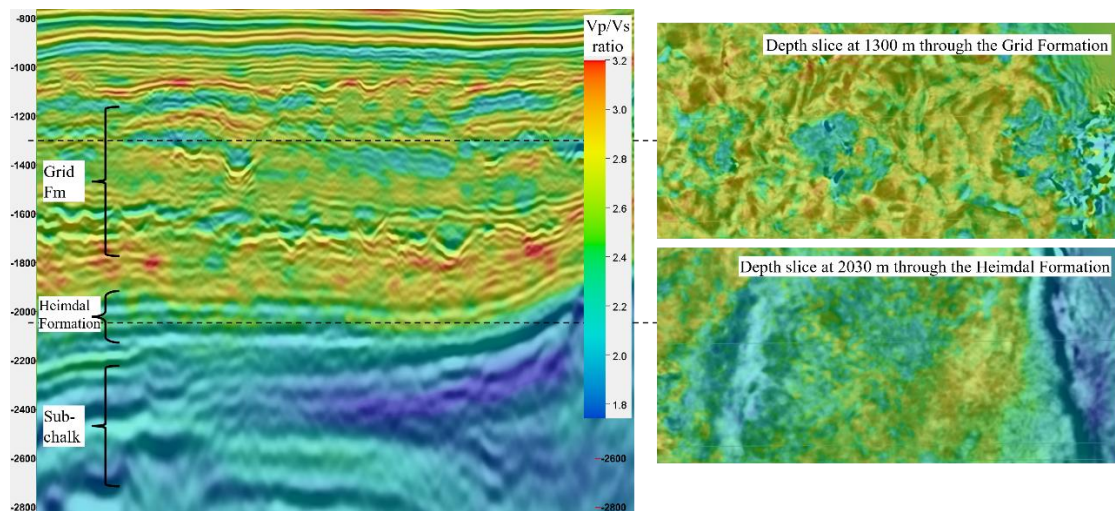 -800
-1000
-1200
-1400
-1600
-1800
-2000
-2200
-2400
-2600
-2800
Grid
Fm
Heimdal
Formation
Sub-
chalk
Vp/Vs
ratio
3.2
3.0
2.8
2.6
2.4
2.2
2.0
1.8
-2600
-2800
Depth slice at 1300 m through the Grid Formation
Depth slice at 2030 m through the Heimdal Formation